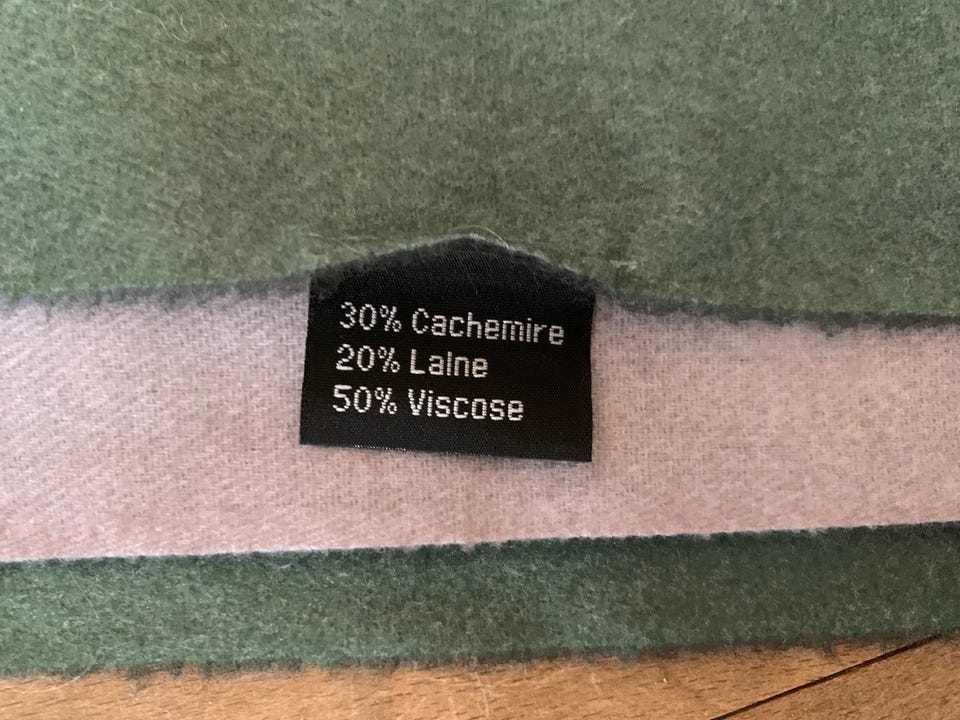 30% Cachemire
20% Laine
50% Viscose